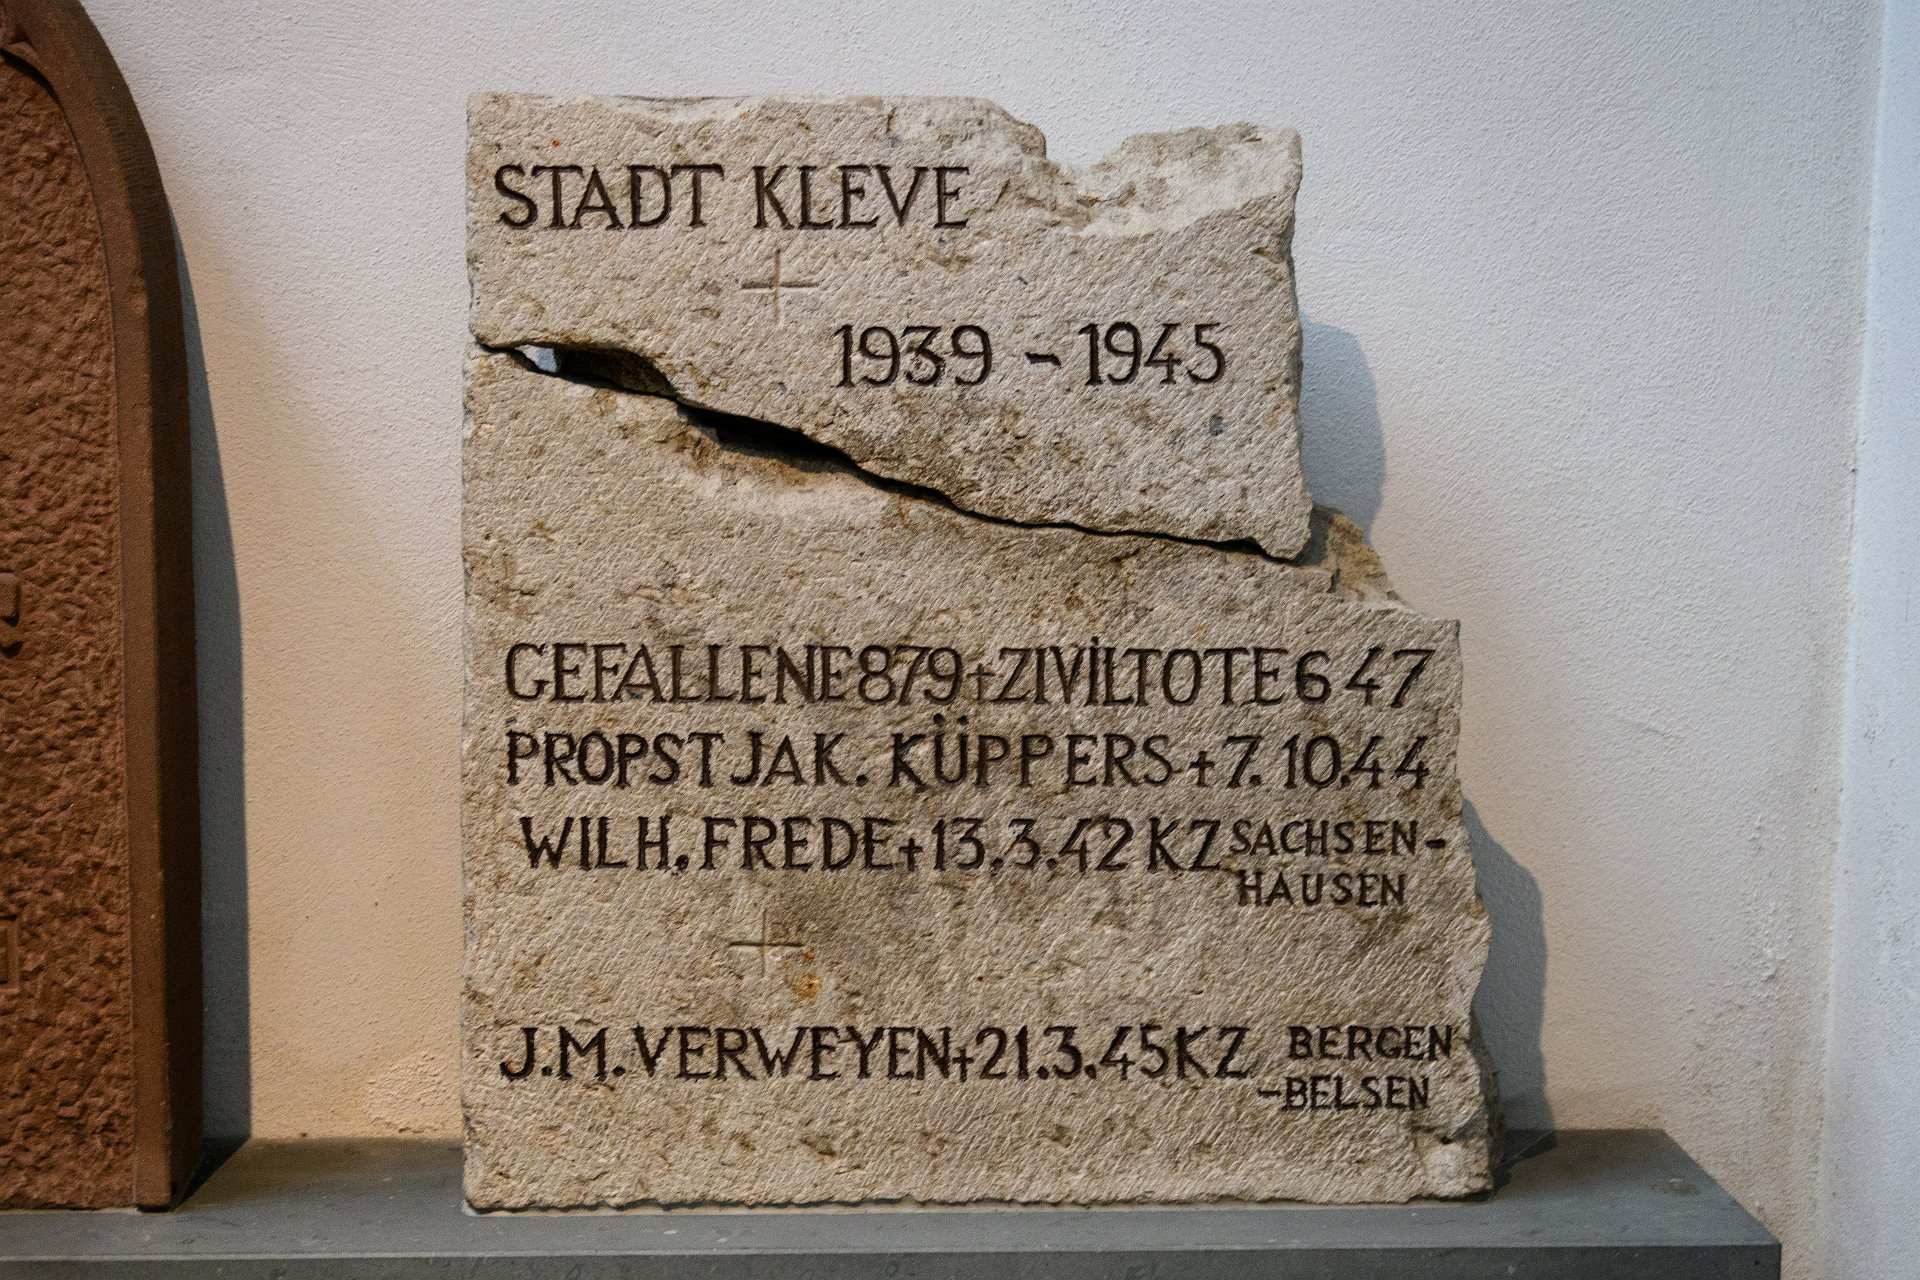 STADT KLEVE
1939 - 1945
GEFALLENE 879 + ZIVILTOTE 647
PROPST JAK. KÜPPERS + 7. 10. 44
WILH. FREDE + 13. 3. 42 KZ SACHSEN-
HAUSEN
J. M. VERWEYEN + 21. 3. 45 KZ BERGEN
-BELSEN